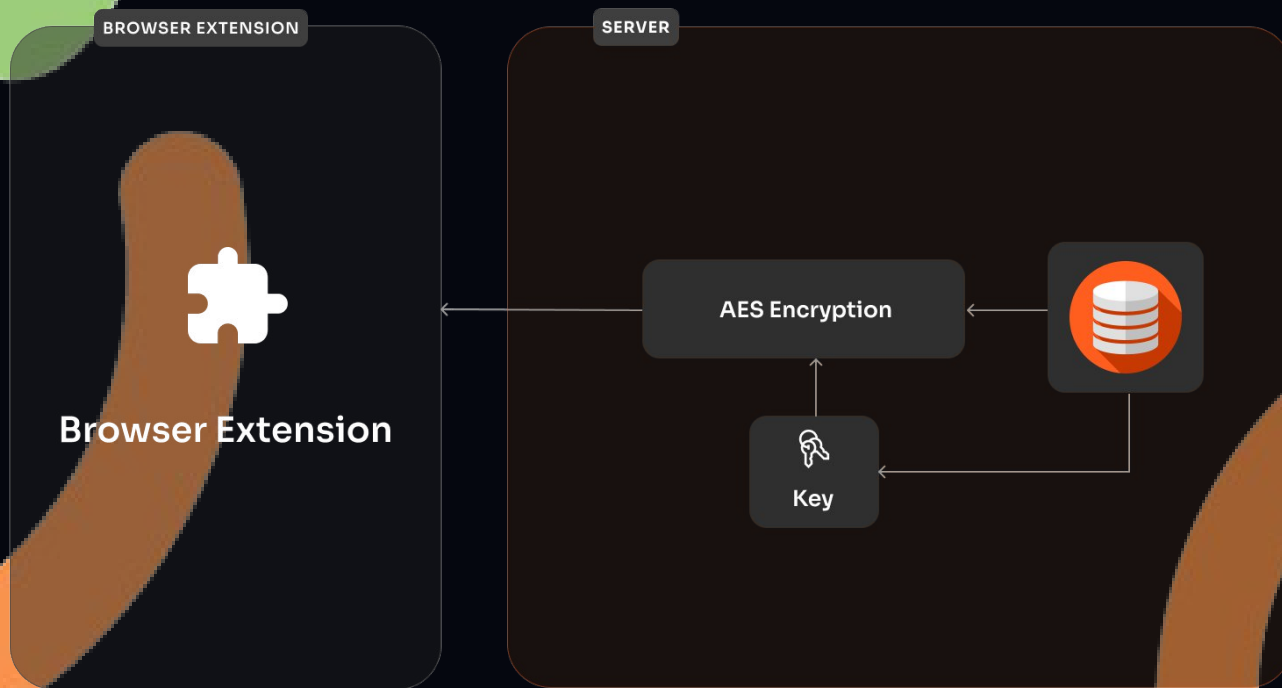 BROWSER EXTENSION
SERVER
AES Encryption
Key
Browser Extension